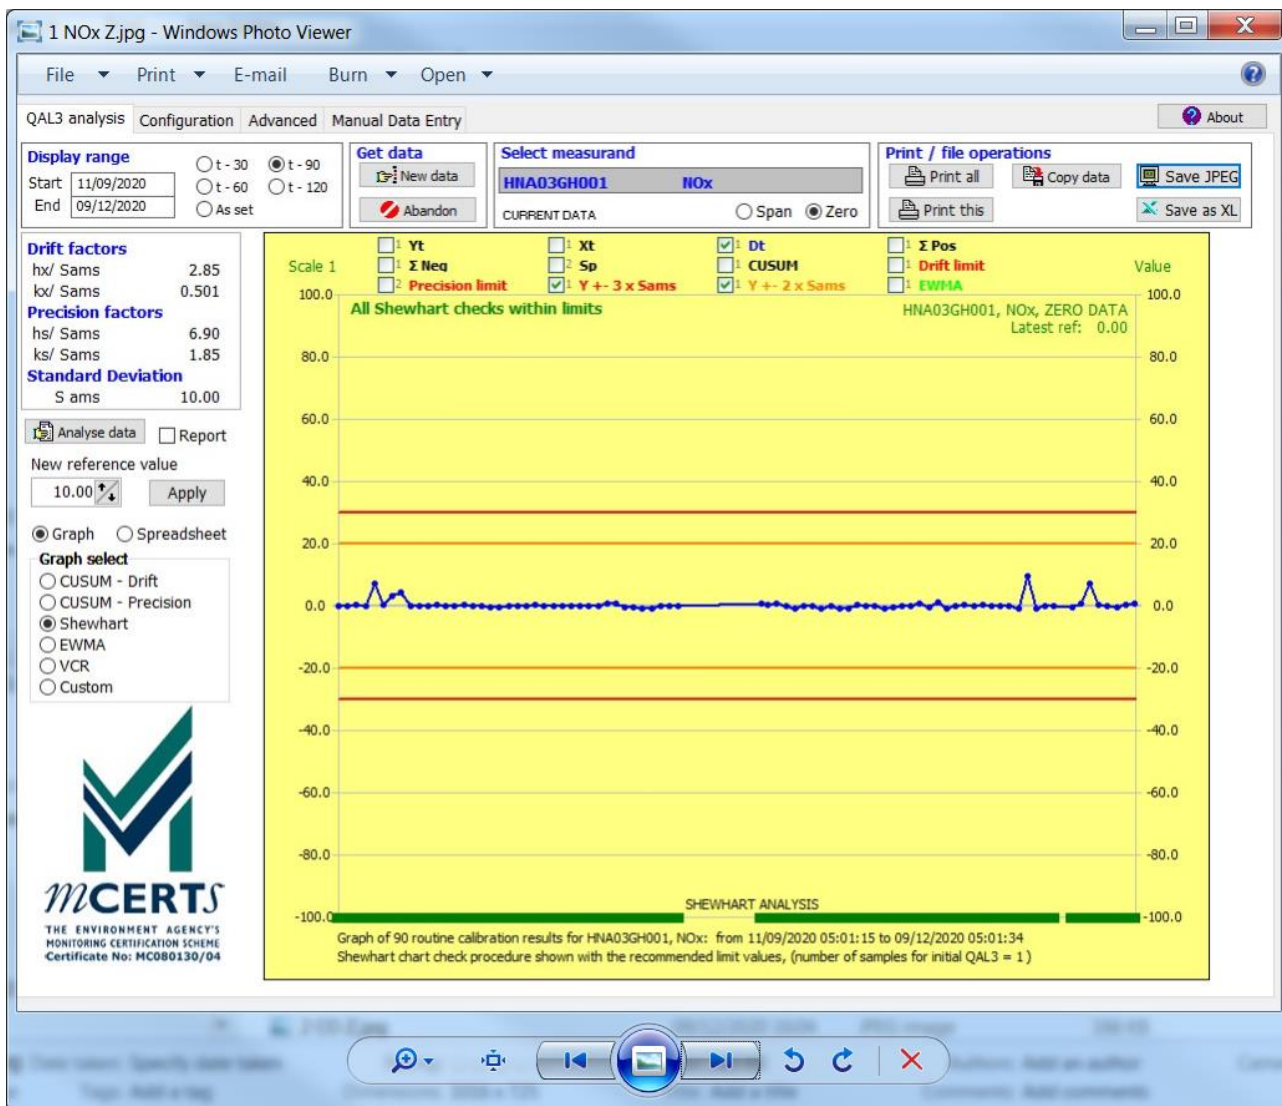 1 NOx Z.jpg - Windows Photo Viewer
File Print E-mail Burn Open
QAL3 analysis Configuration Advanced Manual Data Entry About
Display range
t - 30 t - 90
Start 11/09/2020 t - 60 t - 120
End 09/12/2020 As set
Get data
New data
Abandon
Select measurand
HNA03GH001 NOx
CURRENT DATA Span Zero
Print / file operations
Print all Copy data Save JPEG
Print this Save as XL
Drift factors
hx/ Sams 2.85
kx/ Sams 0.501
Precision factors
hs/ Sams 6.90
ks/ Sams 1.85
Standard Deviation
S ams 10.00
Analyse data Report
New reference value
10.00 Apply
Graph Spreadsheet
Graph select
CUSUM - Drift
CUSUM - Precision
Shewhart
EWMA
VCR
Custom
mCERTS
THE ENVIRONMENT AGENCY'S
MONITORING CERTIFICATION SCHEME
Certificate No: MC080130/04
1 Yt 1 Xt 1 Dt 1 Σ Pos
Scale 1 1 Σ Neg 2 Sp 1 CUSUM 1 Drift limit Value
2 Precision limit 1 Y +- 3 x Sams 1 Y +- 2 x Sams 1 EWMA
100.0 100.0
All Shewhart checks within limits HNA03GH001, NOx, ZERO DATA
Latest ref: 0.00
80.0 80.0
60.0 60.0
40.0 40.0
20.0 20.0
0.0 0.0
-20.0 -20.0
-40.0 -40.0
-60.0 -60.0
-80.0 -80.0
SHEWHART ANALYSIS
-100.0 -100.0
Graph of 90 routine calibration results for HNA03GH001, NOx: from 11/09/2020 05:01:15 to 09/12/2020 05:01:34
Shewhart chart check procedure shown with the recommended limit values, (number of samples for initial QAL3 = 1 )